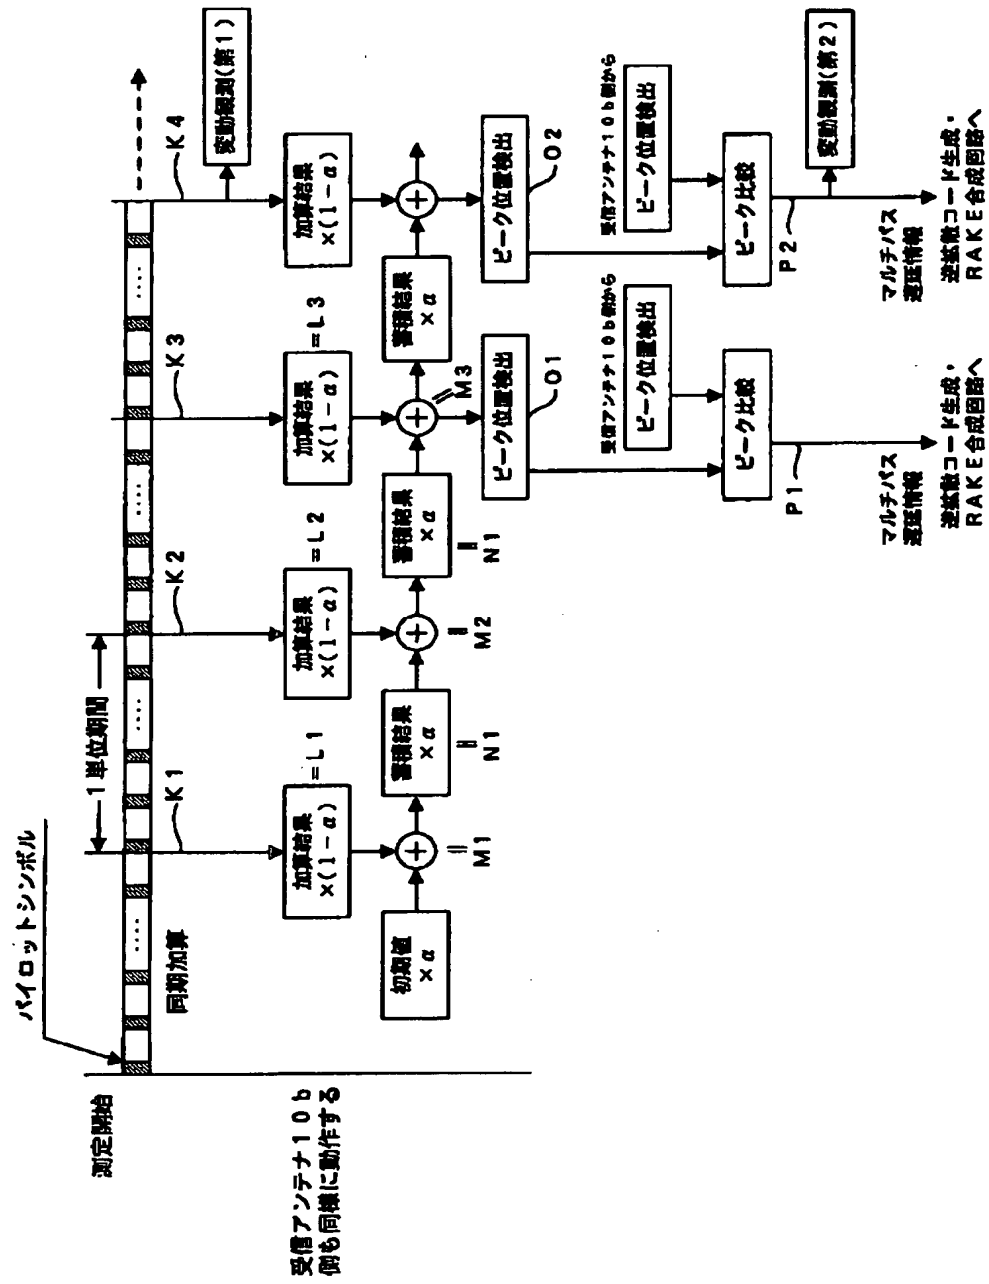 パイロットシンボル
測定開始
1単位期間
同期加算
K1
K2
K3
K4
変動観測(第1)
加算結果
×(1-α)
=L1
加算結果
×(1-α)
=L2
加算結果
×(1-α)
=L3
加算結果
×(1-α)
初期値
×α
蓄積結果
×α
蓄積結果
×α
蓄積結果
×α
M1
N1
M2
N1
M3
受信アンテナ10b
側も同様に動作する
ピーク位置検出
O1
ピーク位置検出
O2
受信アンテナ10b側から
ピーク位置検出
受信アンテナ10b側から
ピーク位置検出
ピーク比較
P1
ピーク比較
P2
変動観測(第2)
マルチパス
遅延情報
マルチパス
遅延情報
逆拡散コード生成・
RAKE合成回路へ
逆拡散コード生成・
RAKE合成回路へ